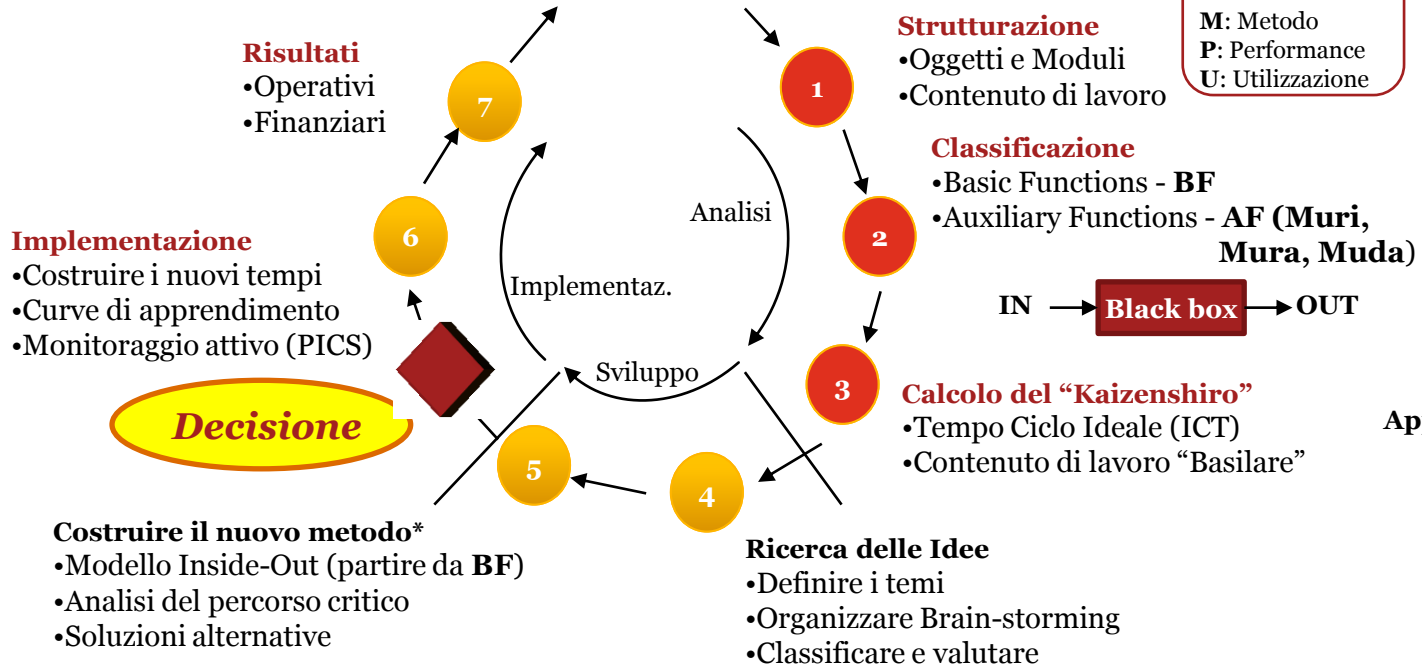 M: Metodo
P: Performance
U: Utilizzazione
Strutturazione
•Oggetti e Moduli
•Contenuto di lavoro
1
Risultati
•Operativi
•Finanziari
7
Classificazione
•Basic Functions - BF
•Auxiliary Functions - AF (Muri,
Mura, Muda)
2
Analisi
IN
Black box
OUT
Implementazione
•Costruire i nuovi tempi
•Curve di apprendimento
•Monitoraggio attivo (PICS)
6
Implementaz.
Sviluppo
3
Calcolo del “Kaizenshiro”
•Tempo Ciclo Ideale (ICT)
•Contenuto di lavoro “Basilare”
Ap
Decisione
5
4
Costruire il nuovo metodo*
•Modello Inside-Out (partire da BF)
•Analisi del percorso critico
•Soluzioni alternative
Ricerca delle Idee
•Definire i temi
•Organizzare Brain-storming
•Classificare e valutare